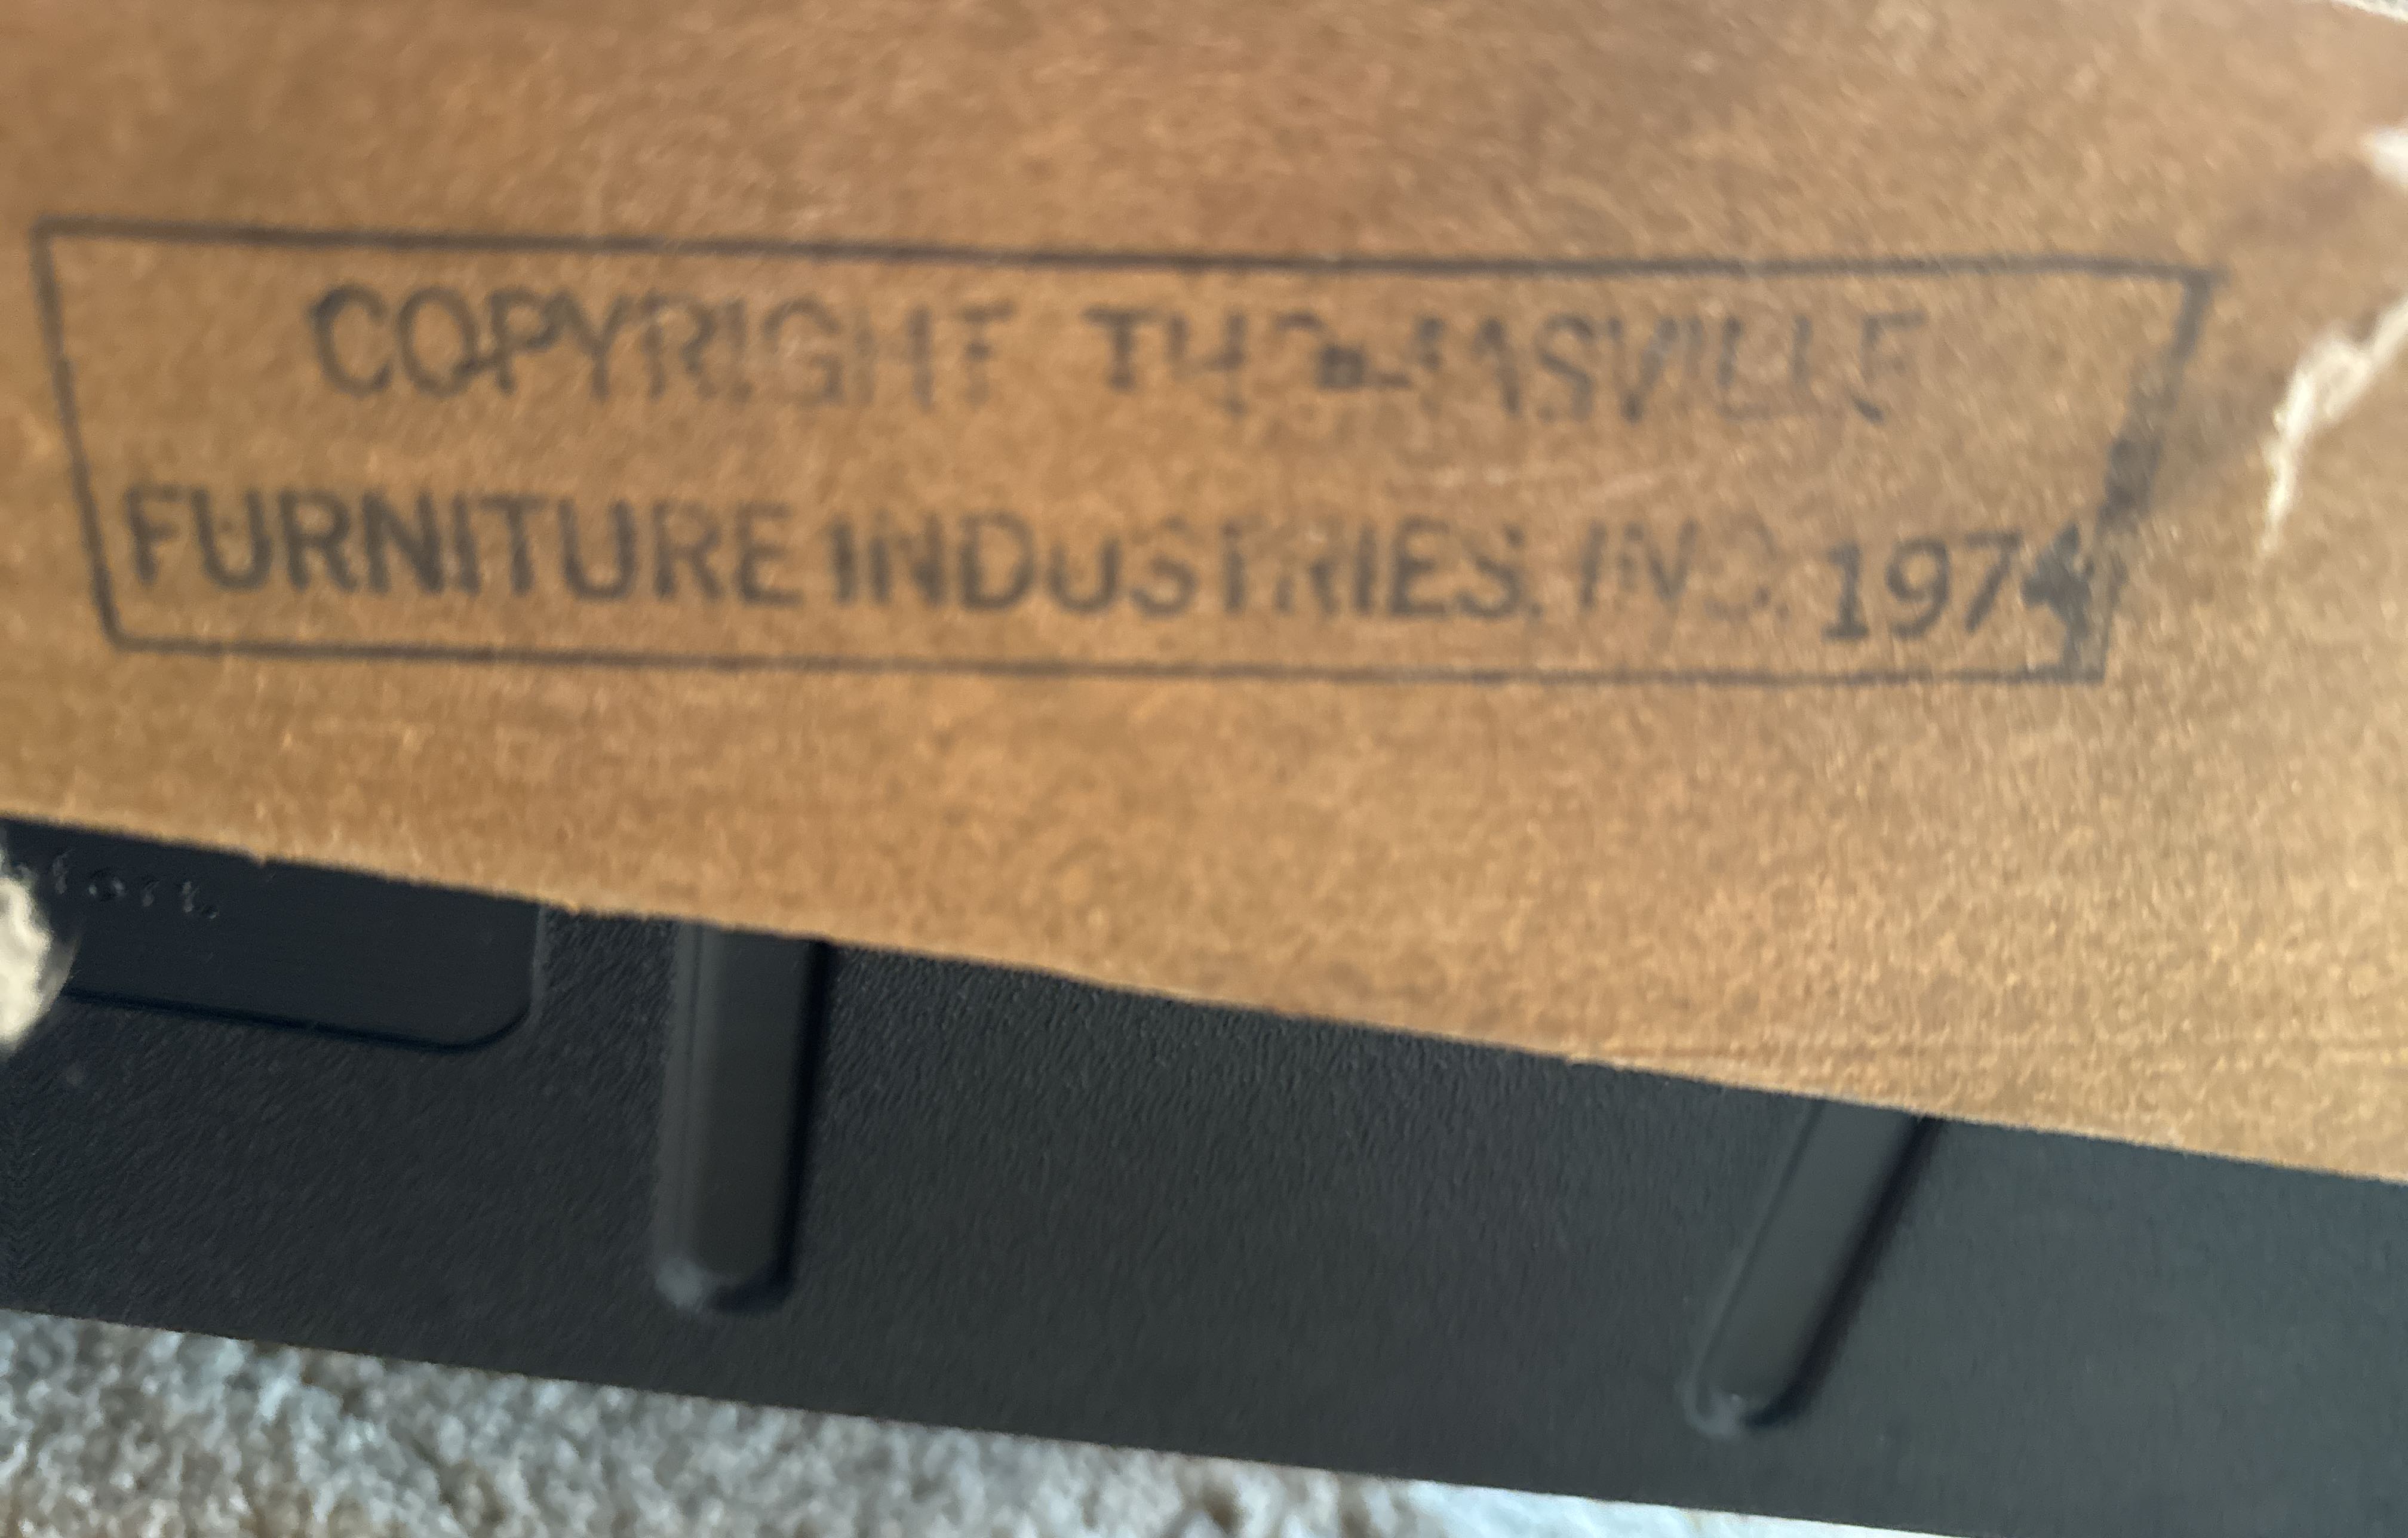 COPYRIGHT THOMASVILLE
FURNITURE INDUSTRIES, INC. 1974